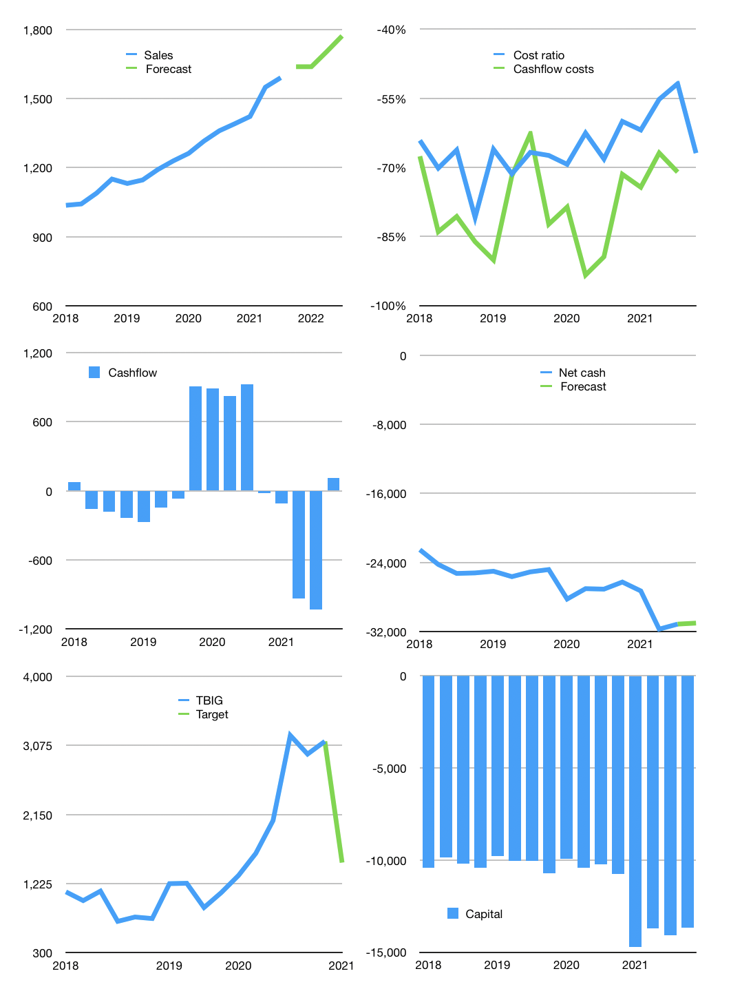 1,800
Sales
Forecast
1,500
1,200
900
600
2018 2019 2020 2021 2022
-40%
Cost ratio
Cashflow costs
-55%
-70%
-85%
-100%
2018 2019 2020 2021
1,200
Cashflow
600
0
-600
-1,200
2018 2019 2020 2021
0
Net cash
Forecast
-8,000
-16,000
-24,000
-32,000
2018 2019 2020 2021
4,000
TBIG
Target
3,075
2,150
1,225
300
2018 2019 2020 2021
0
-5,000
-10,000
Capital
-15,000
2018 2019 2020 2021